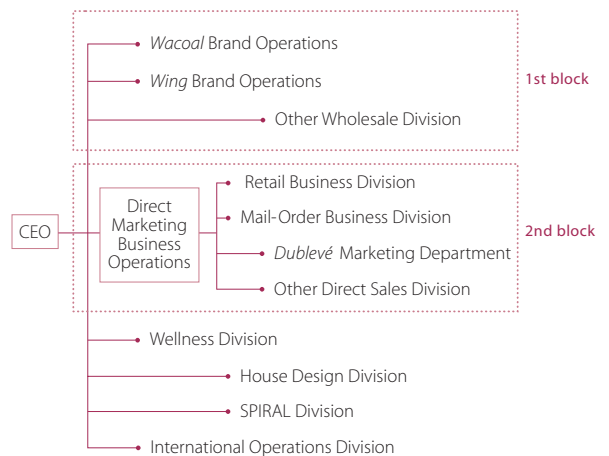 Wacoal Brand Operations
Wing Brand Operations
1st block
Other Wholesale Division
Retail Business Division
Mail-Order Business Division
Dublevé Marketing Department
Other Direct Sales Division
CEO
Direct
Marketing
Business
Operations
2nd block
Wellness Division
House Design Division
SPIRAL Division
International Operations Division